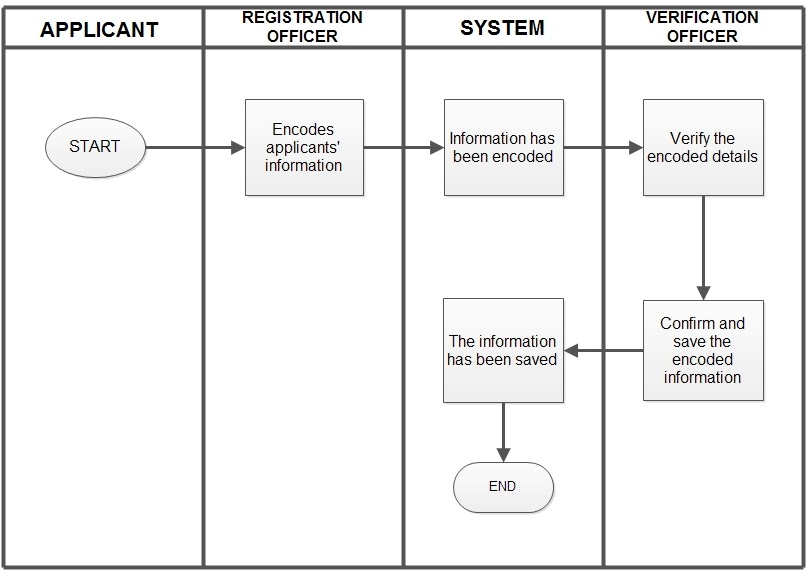 APPLICANT
REGISTRATION
OFFICER
SYSTEM
VERIFICATION
OFFICER
START
Encodes
applicants'
information
Information has
been encoded
Verify the
encoded details
The information
has been saved
Confirm and
save the
encoded
information
END